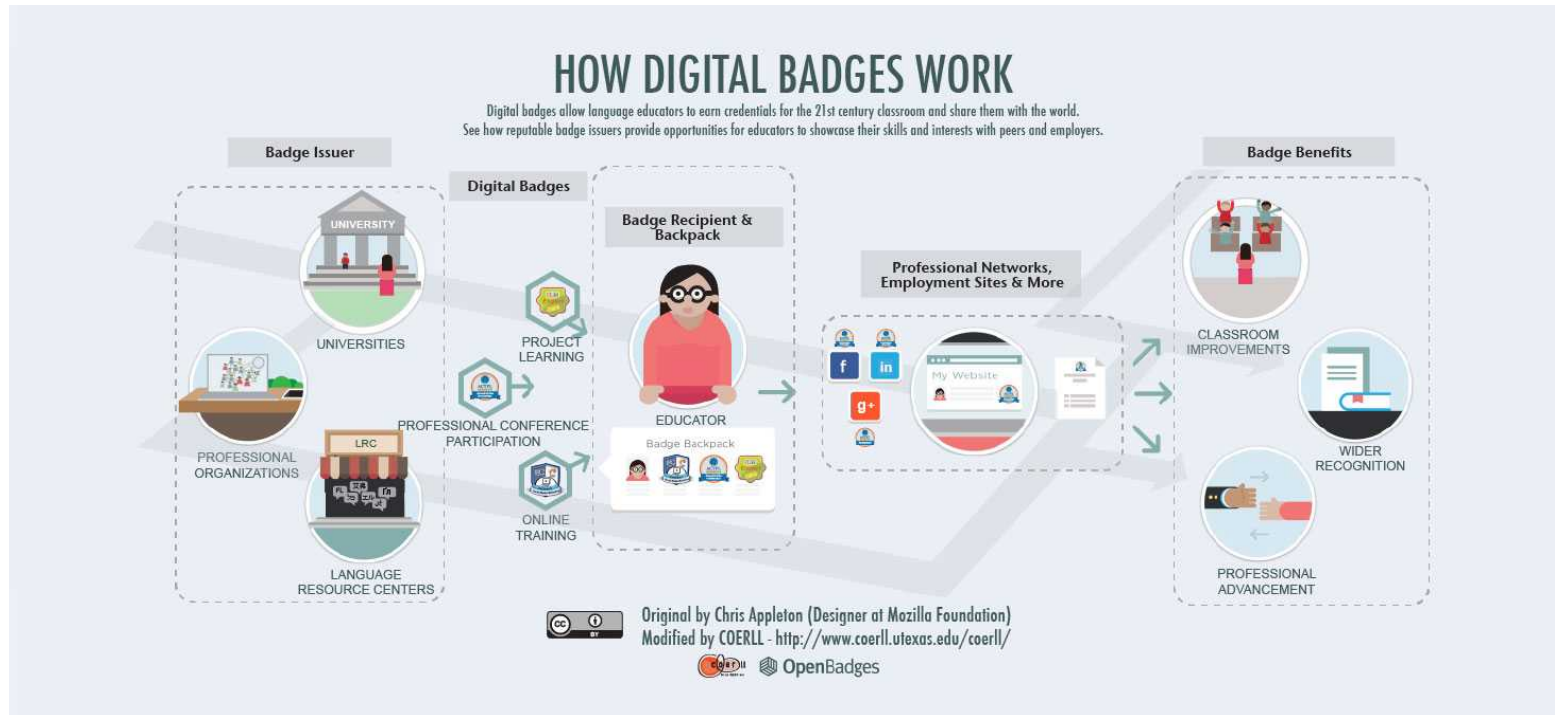 HOW DIGITAL BADGES WORK
Digital badges allow language educators to earn credentials for the 21st century classroom and share them with the world.
See how reputable badge issuers provide opportunities for educators to showcase their skills and interests with peers and employers.
Badge Issuer
UNIVERSITY
UNIVERSITIES
PROFESSIONAL
ORGANIZATIONS
LRC
LANGUAGE
RESOURCE CENTERS
Digital Badges
PROJECT
LEARNING
PROFESSIONAL CONFERENCE
PARTICIPATION
ONLINE
TRAINING
Badge Recipient &
Backpack
EDUCATOR
Badge Backpack
Professional Networks,
Employment Sites & More
f
in
g+
My Website
Badge Benefits
CLASSROOM
IMPROVEMENTS
WIDER
RECOGNITION
PROFESSIONAL
ADVANCEMENT
cc
BY
Original by Chris Appleton (Designer at Mozilla Foundation)
Modified by COERLL - http://www.coerll.utexas.edu/coerll/
coerll
OpenBadges